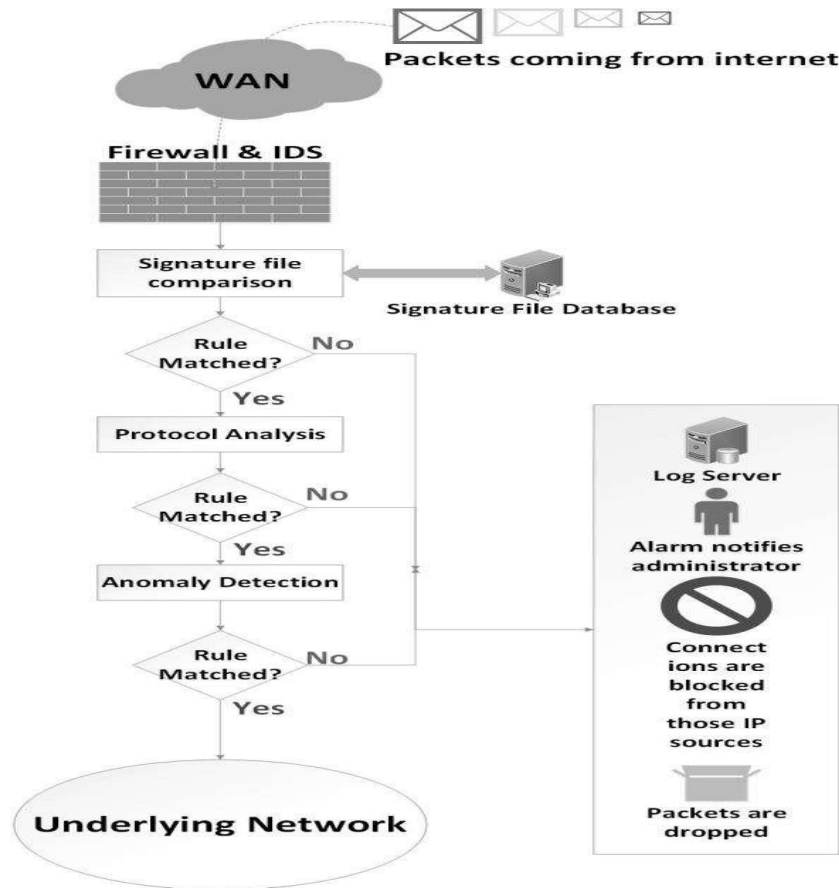 Packets coming from internet
WAN
Firewall & IDS
Signature file
comparison
Signature File Database
Rule
Matched?
No
Yes
Protocol Analysis
Rule
Matched?
No
Yes
Anomaly Detection
Rule
Matched?
No
Yes
Underlying Network
Log Server
Alarm notifies
administrator
Connect
ions are
blocked
from
those IP
sources
Packets are
dropped